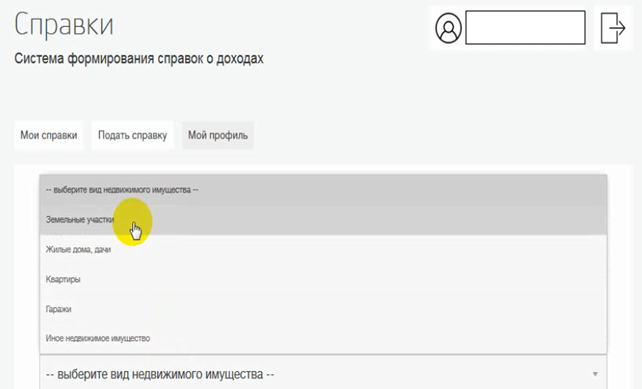 Справки
Система формирования справок о доходах
Мои справки Подать справку Мой профиль
-- выберите вид недвижимого имущества --
Земельные участки
Жилые дома, дачи
Квартиры
Гаражи
Иное недвижимое имущество
-- выберите вид недвижимого имущества --